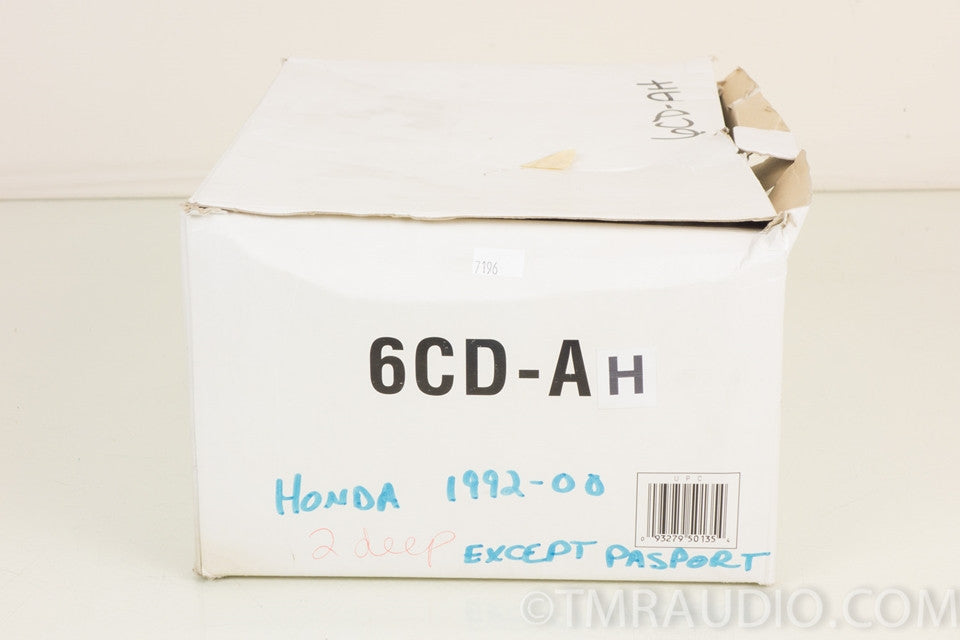 6CD-AH
7196
6CD-AH
HONDA 1992-00
2 deep
EXCEPT PASPORT
UPC
0 93279 50135 4
©TMRAUDIO.COM